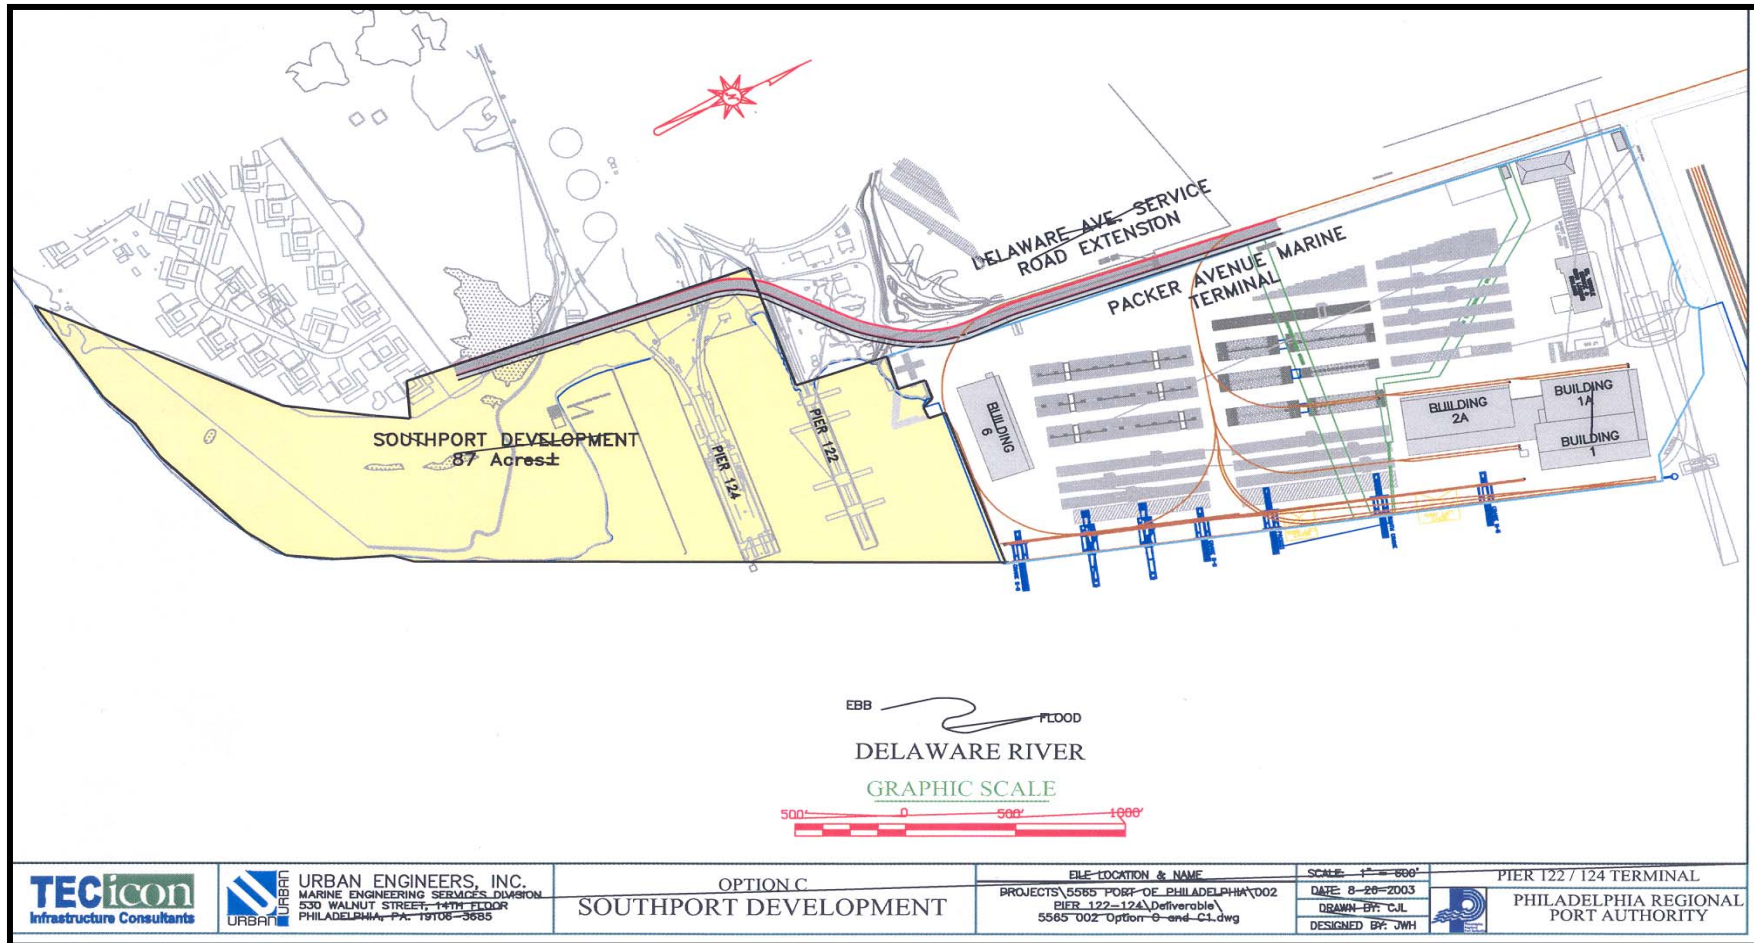 DELAWARE AVE. SERVICE
ROAD EXTENSION
PACKER AVENUE MARINE
TERMINAL
SOUTHPORT DEVELOPMENT
87 Acres±
PIER 124
PIER 122
BUILDING
6
BUILDING
2A
BUILDING
1A
BUILDING
1
EBB
FLOOD
DELAWARE RIVER
GRAPHIC SCALE
500' 0 500' 1000'
TECicon
Infrastructure Consultants
URBAN
URBAN
URBAN ENGINEERS, INC.
MARINE ENGINEERING SERVICES DIVISION
530 WALNUT STREET, 14TH FLOOR
PHILADELPHIA, PA. 19106-3685
OPTION C
SOUTHPORT DEVELOPMENT
FILE LOCATION & NAME
PROJECTS\5565 PORT OF PHILADELPHIA\002
PIER 122-124\Deliverable\
5565 002 Option C and C1.dwg
SCALE: 1" = 600'
DATE: 8-26-2003
DRAWN BY: CJL
DESIGNED BY: JWH
PIER 122 / 124 TERMINAL
PHILADELPHIA REGIONAL
PORT AUTHORITY